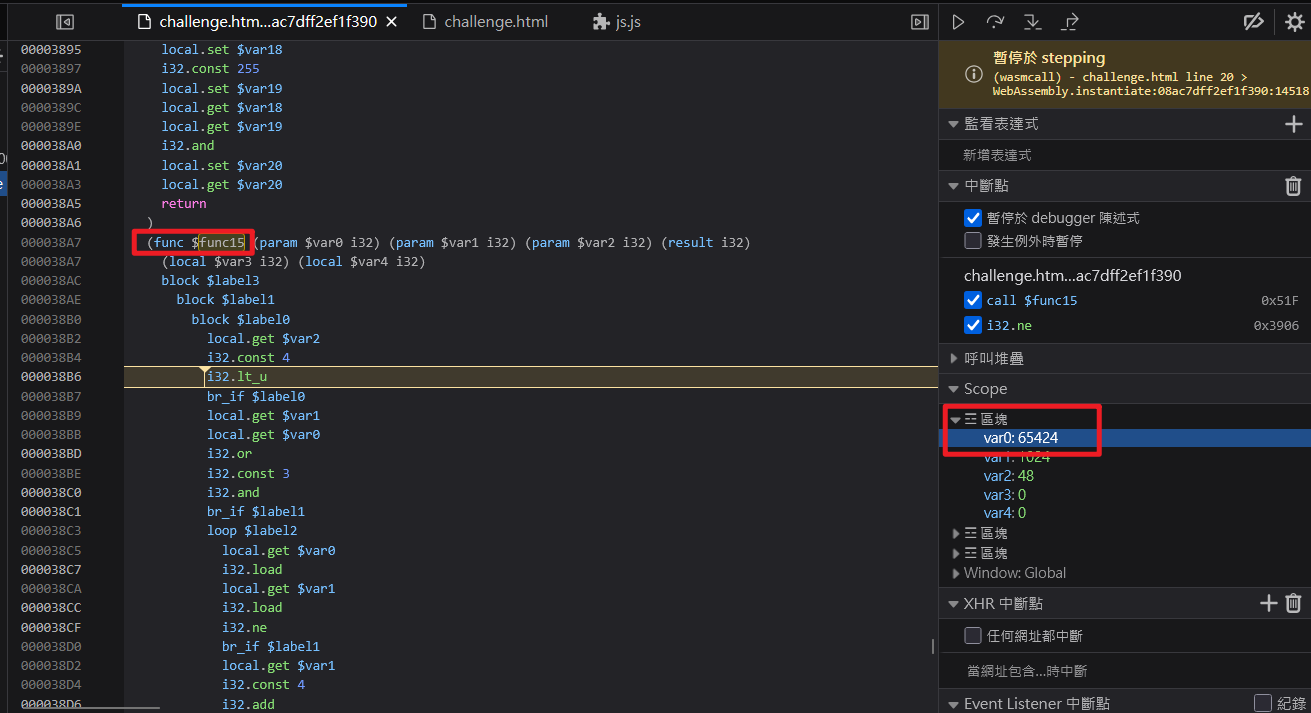 challenge.htm...ac7dff2ef1f390
challenge.html
js.js
00003895 local.set $var18
00003897 i32.const 255
0000389A local.set $var19
0000389C local.get $var18
0000389E local.get $var19
000038A0 i32.and
000038A1 local.set $var20
000038A3 local.get $var20
000038A5 return
000038A6 )
000038A7 (func $func15 (param $var0 i32) (param $var1 i32) (param $var2 i32) (result i32)
000038A7 (local $var3 i32) (local $var4 i32)
000038AC block $label3
000038AE block $label1
000038B0 block $label0
000038B2 local.get $var2
000038B4 i32.const 4
000038B6 i32.lt_u
000038B7 br_if $label0
000038B9 local.get $var1
000038BB local.get $var0
000038BD i32.or
000038BE i32.const 3
000038C0 i32.and
000038C1 br_if $label1
000038C3 loop $label2
000038C5 local.get $var0
000038C7 i32.load
000038CA local.get $var1
000038CC i32.load
000038CF i32.ne
000038D0 br_if $label1
000038D2 local.get $var1
000038D4 i32.const 4
000038D6 i32.add
暫停於 stepping
(wasmcall) - challenge.html line 20 >
WebAssembly.instantiate:08ac7dff2ef1f390:14518
監看表達式
新增表達式
中斷點
暫停於 debugger 陳述式
發生例外時暫停
challenge.htm...ac7dff2ef1f390
call $func15 0x51F
i32.ne 0x3906
呼叫堆疊
Scope
區塊
var0: 65424
var1: 1024
var2: 48
var3: 0
var4: 0
區塊
區塊
Window: Global
XHR 中斷點
任何網址都中斷
當網址包含…時中斷
Event Listener 中斷點 紀錄